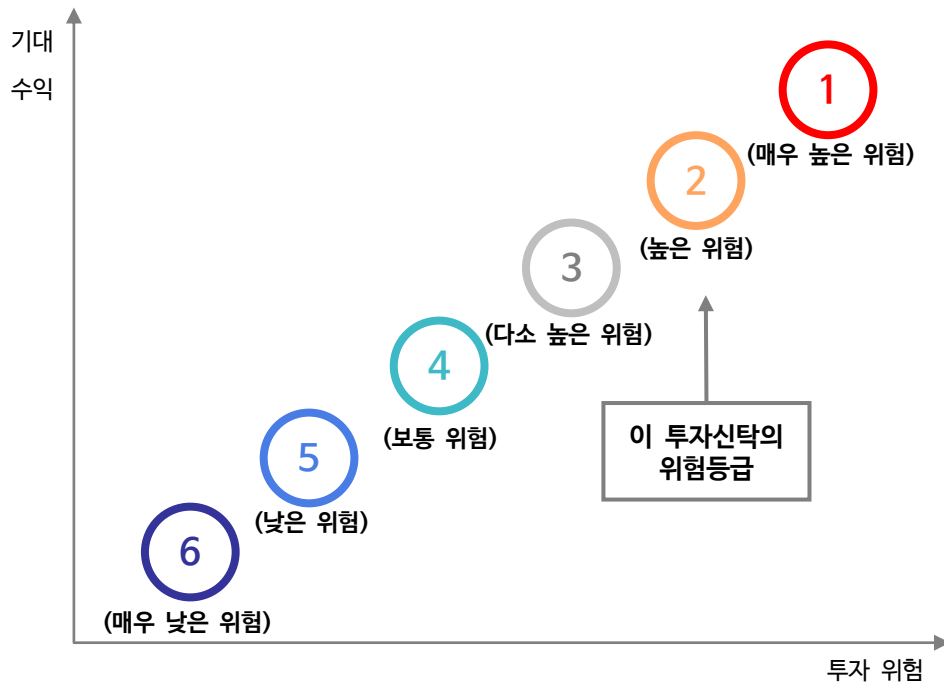 기대
수익
1
(매우 높은 위험)
2
(높은 위험)
3
(다소 높은 위험)
4
(보통 위험)
이 투자신탁의
위험등급
5
(낮은 위험)
6
(매우 낮은 위험)
투자 위험